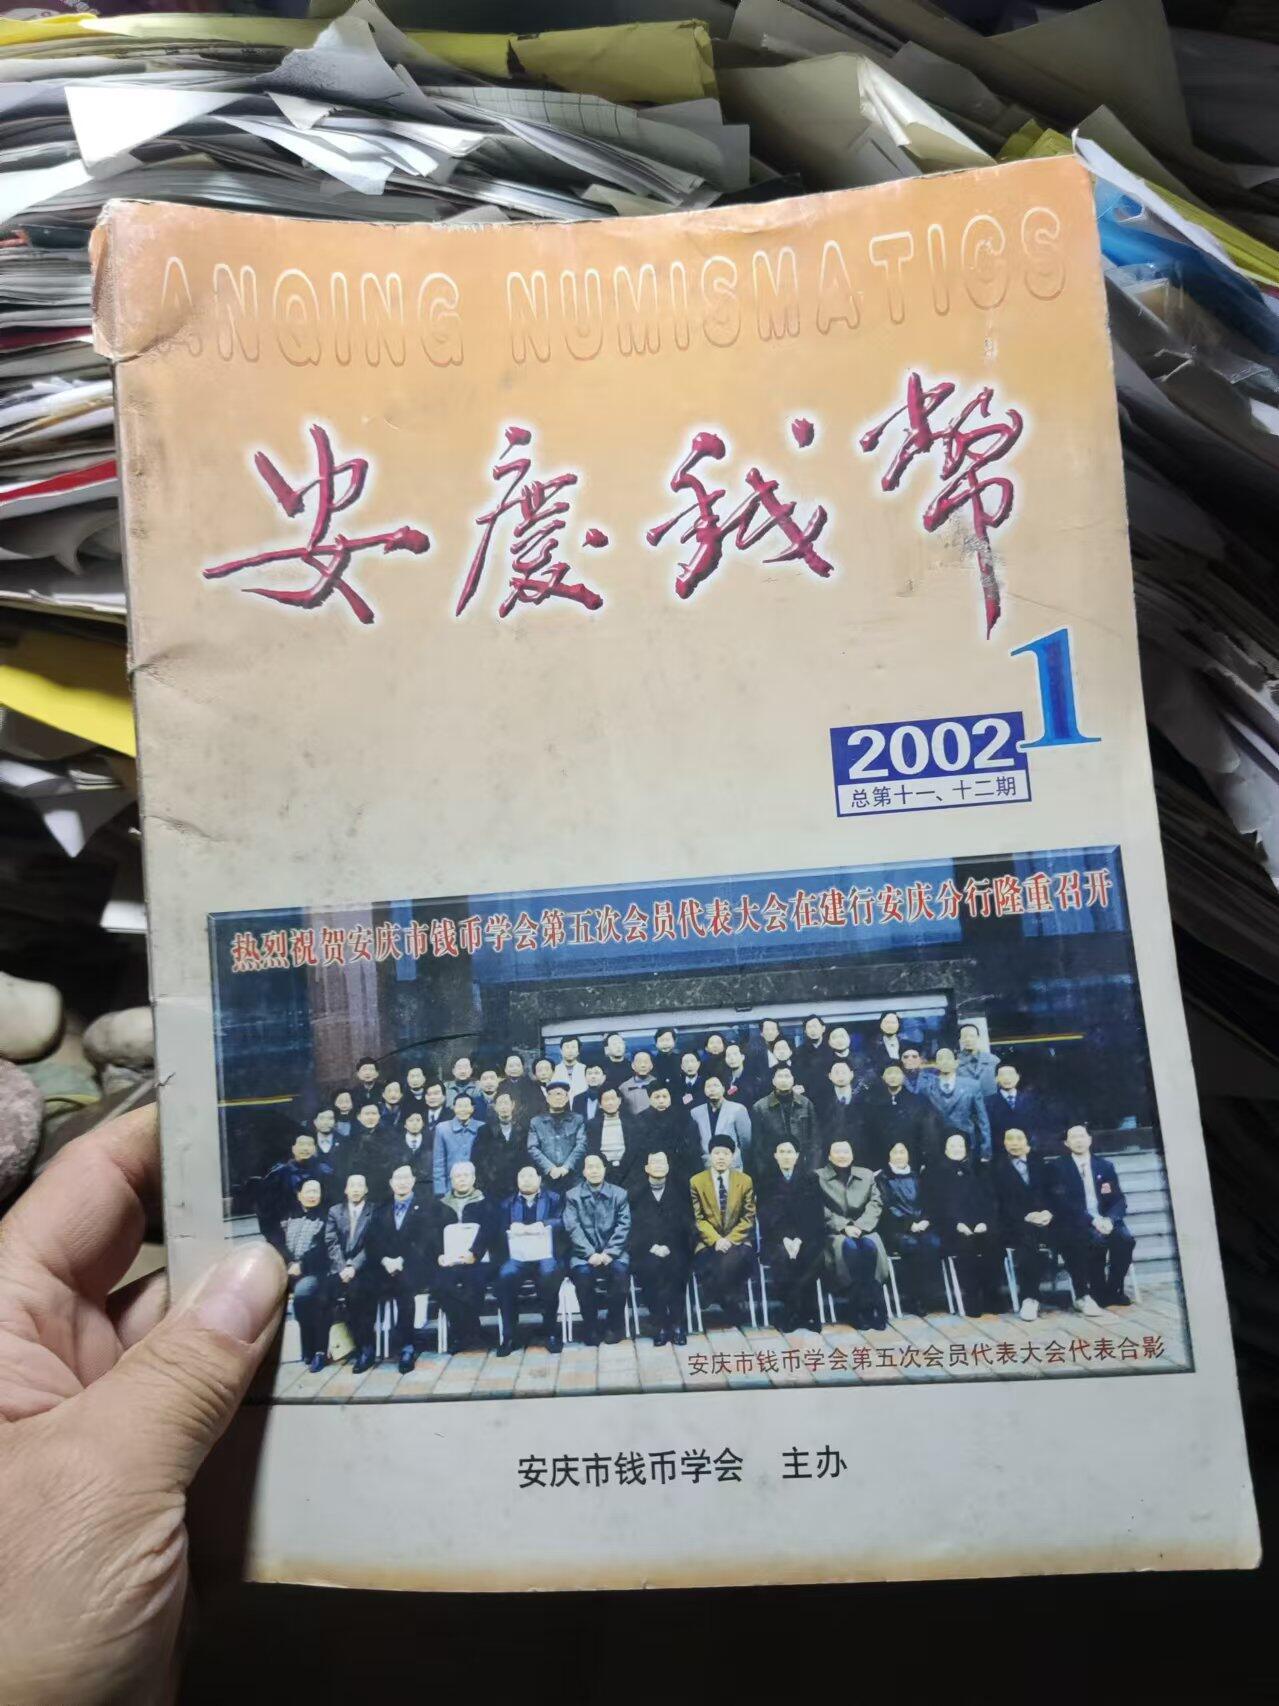 ANQING NUMISMATICS
安慶钱幣
2002
1
总第十一、十二期
热烈祝贺安庆市钱币学会第五次会员代表大会在建行安庆分行隆重召开
安庆市钱币学会第五次会员代表大会代表合影
安庆市钱币学会 主办